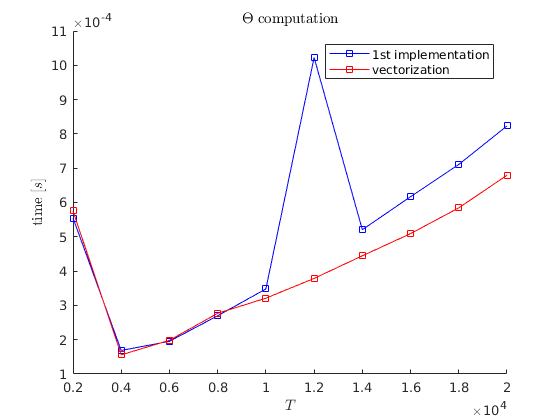 Θ computation
×10⁻⁴
11
10
9
8
7
6
5
4
3
2
1
time [s]
1st implementation
vectorization
0.2 0.4 0.6 0.8 1 1.2 1.4 1.6 1.8 2
T
×10⁴